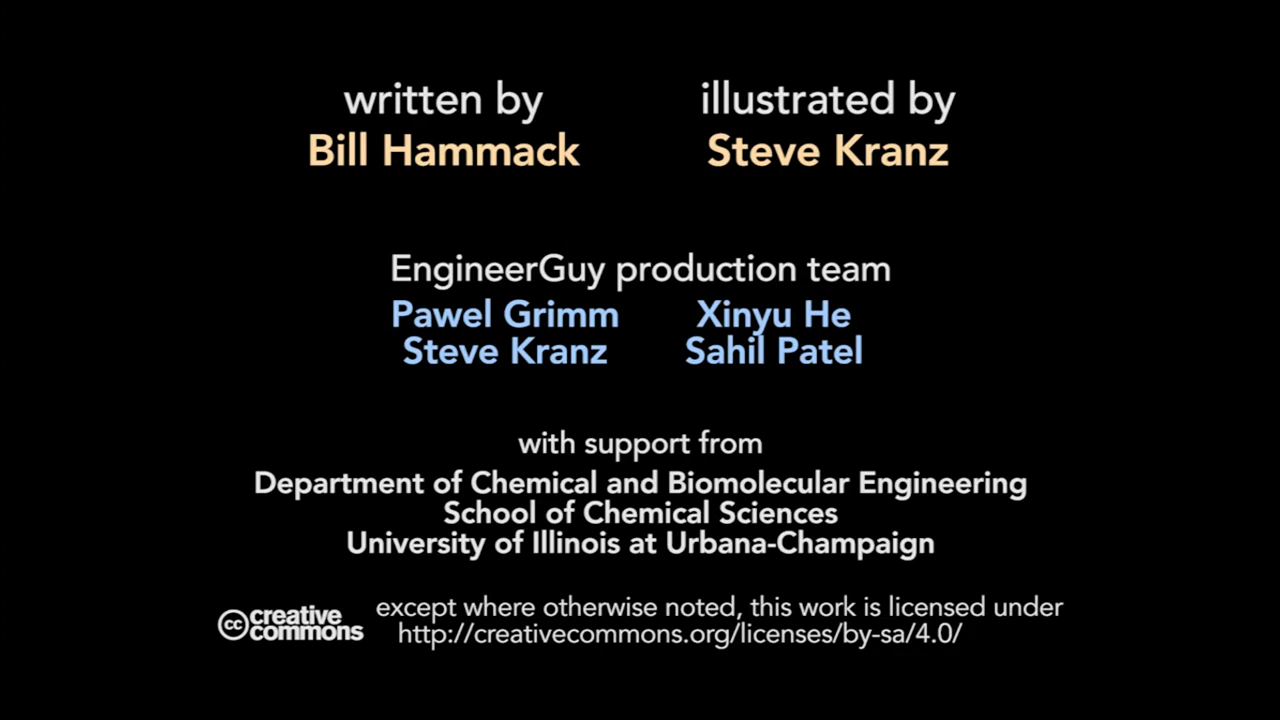 written by
Bill Hammack
illustrated by
Steve Kranz
EngineerGuy production team
Pawel Grimm
Xinyu He
Steve Kranz
Sahil Patel
with support from
Department of Chemical and Biomolecular Engineering
School of Chemical Sciences
University of Illinois at Urbana-Champaign
cc creative commons
except where otherwise noted, this work is licensed under
http://creativecommons.org/licenses/by-sa/4.0/